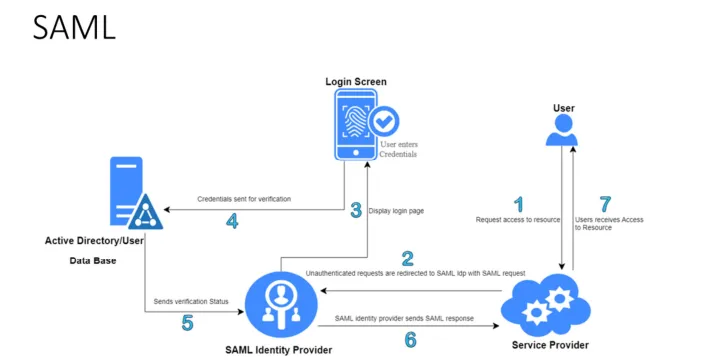 SAML
Login Screen
User
User enters
Credentials
1
7
Credentials sent for verification
3
4
Display login page
Request access to resource
Users receives Access
to Resource
Active Directory/User
Data Base
2
Unauthenticated requests are redirected to SAML Idp with SAML request
Sends verification Status
5
SAML identity provider sends SAML response
6
SAML Identity Provider
Service Provider